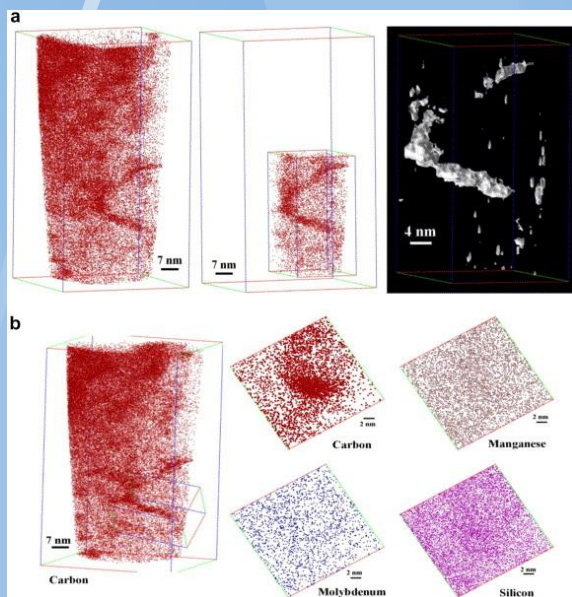 a
7 nm
7 nm
4 nm
b
2 nm
Carbon
2 nm
Manganese
7 nm
Carbon
2 nm
Molybdenum
2 nm
Silicon